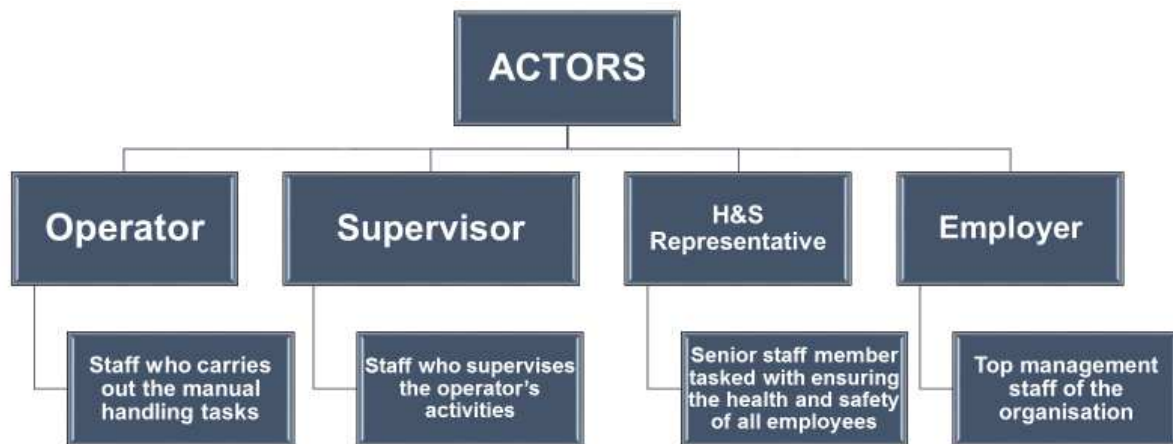 ACTORS
Operator
Supervisor
H&S
Representative
Employer
Staff who carries
out the manual
handling tasks
Staff who supervises
the operator's
activities
Senior staff member
tasked with ensuring
the health and safety
of all employees
Top management
staff of the
organisation